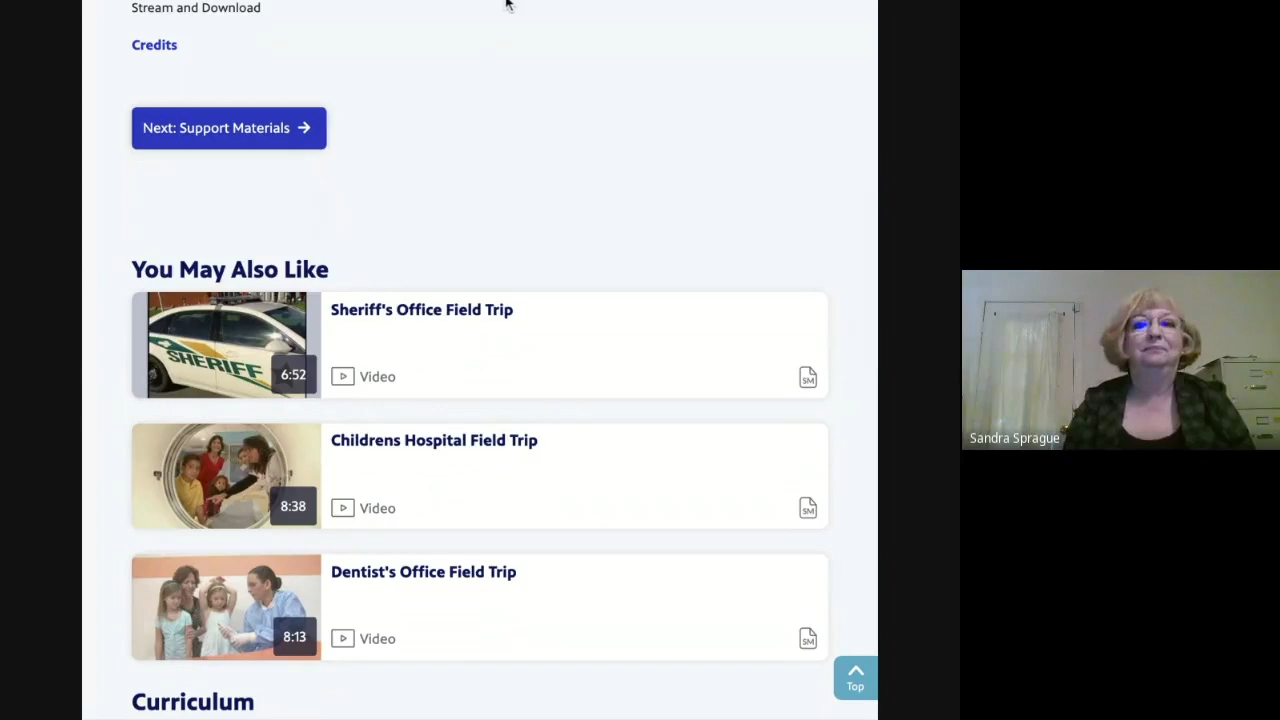 Stream and Download
Credits
Next: Support Materials
You May Also Like
Sheriff's Office Field Trip
SHERIFF
6:52
Video
SM
Childrens Hospital Field Trip
8:38
Video
SM
Dentist's Office Field Trip
8:13
Video
SM
Top
Curriculum
Sandra Sprague